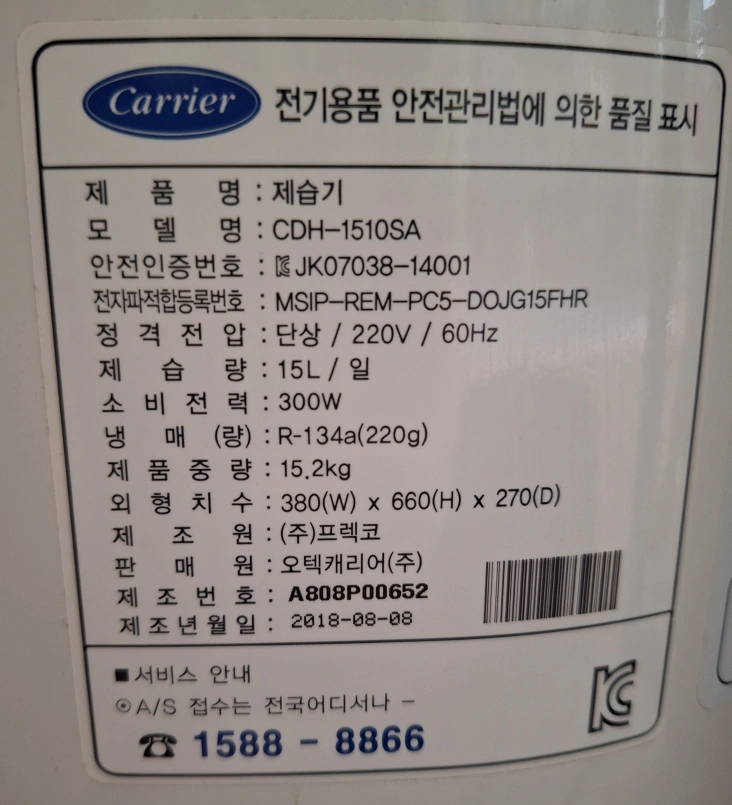 Carrier 전기용품 안전관리법에 의한 품질 표시
제 품 명 : 제습기
모 델 명 : CDH-1510SA
안전인증번호 : JK07038-14001
전자파적합등록번호 : MSIP-REM-PC5-DOJG15FHR
정 격 전 압 : 단상 / 220V / 60Hz
제 습 량 : 15L / 일
소 비 전 력 : 300W
냉 매 (량) : R-134a(220g)
제 품 중 량 : 15.2kg
외 형 치 수 : 380(W) x 660(H) x 270(D)
제 조 원 : (주)프렉코
판 매 원 : 오텍캐리어(주)
제 조 번 호 : A808P00652
제 조 년 월 일 : 2018-08-08
■ 서비스 안내
⊙ A/S 접수는 전국어디서나 -
☎ 1588 - 8866